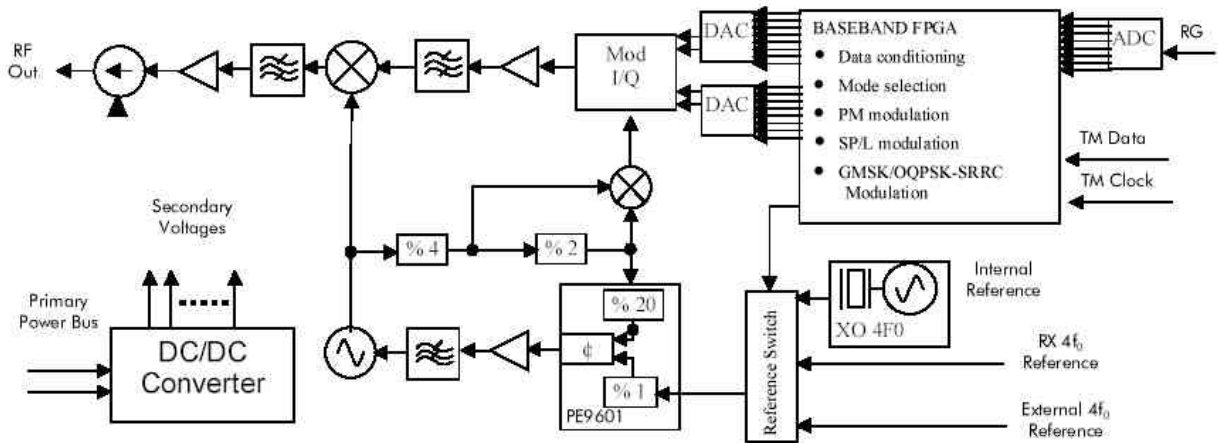 RF
Out
Mod
I/Q
DAC
DAC
BASEBAND FPGA
• Data conditioning
• Mode selection
• PM modulation
• SP/L modulation
• GMSK/OQPSK-SRRC
Modulation
ADC
RG
TM Data
TM Clock
Secondary
Voltages
Primary
Power Bus
DC/DC
Converter
% 4
% 2
% 20
¢
% 1
PE9601
Reference Switch
XO 4F0
Internal
Reference
RX 4f₀
Reference
External 4f₀
Reference